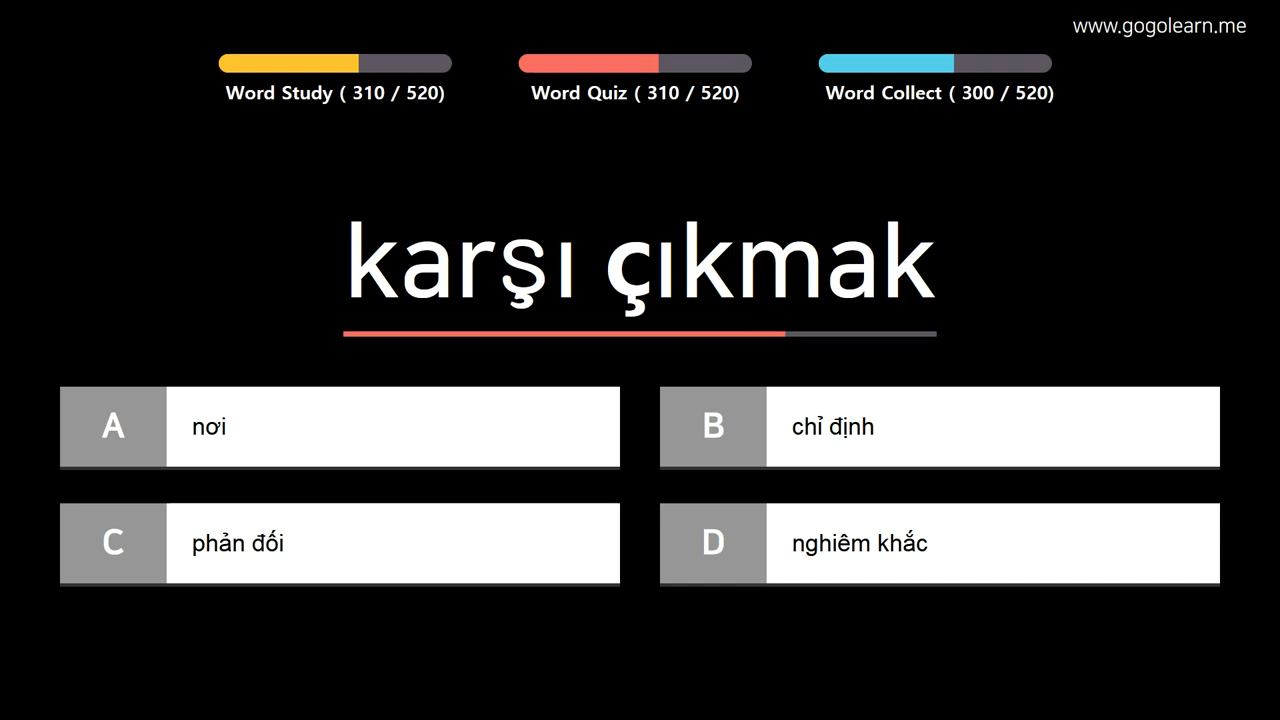 www.gogolearn.me
Word Study ( 310 / 520)
Word Quiz ( 310 / 520)
Word Collect ( 300 / 520)
karşı çıkmak
A nơi
B chỉ định
C phản đối
D nghiêm khắc